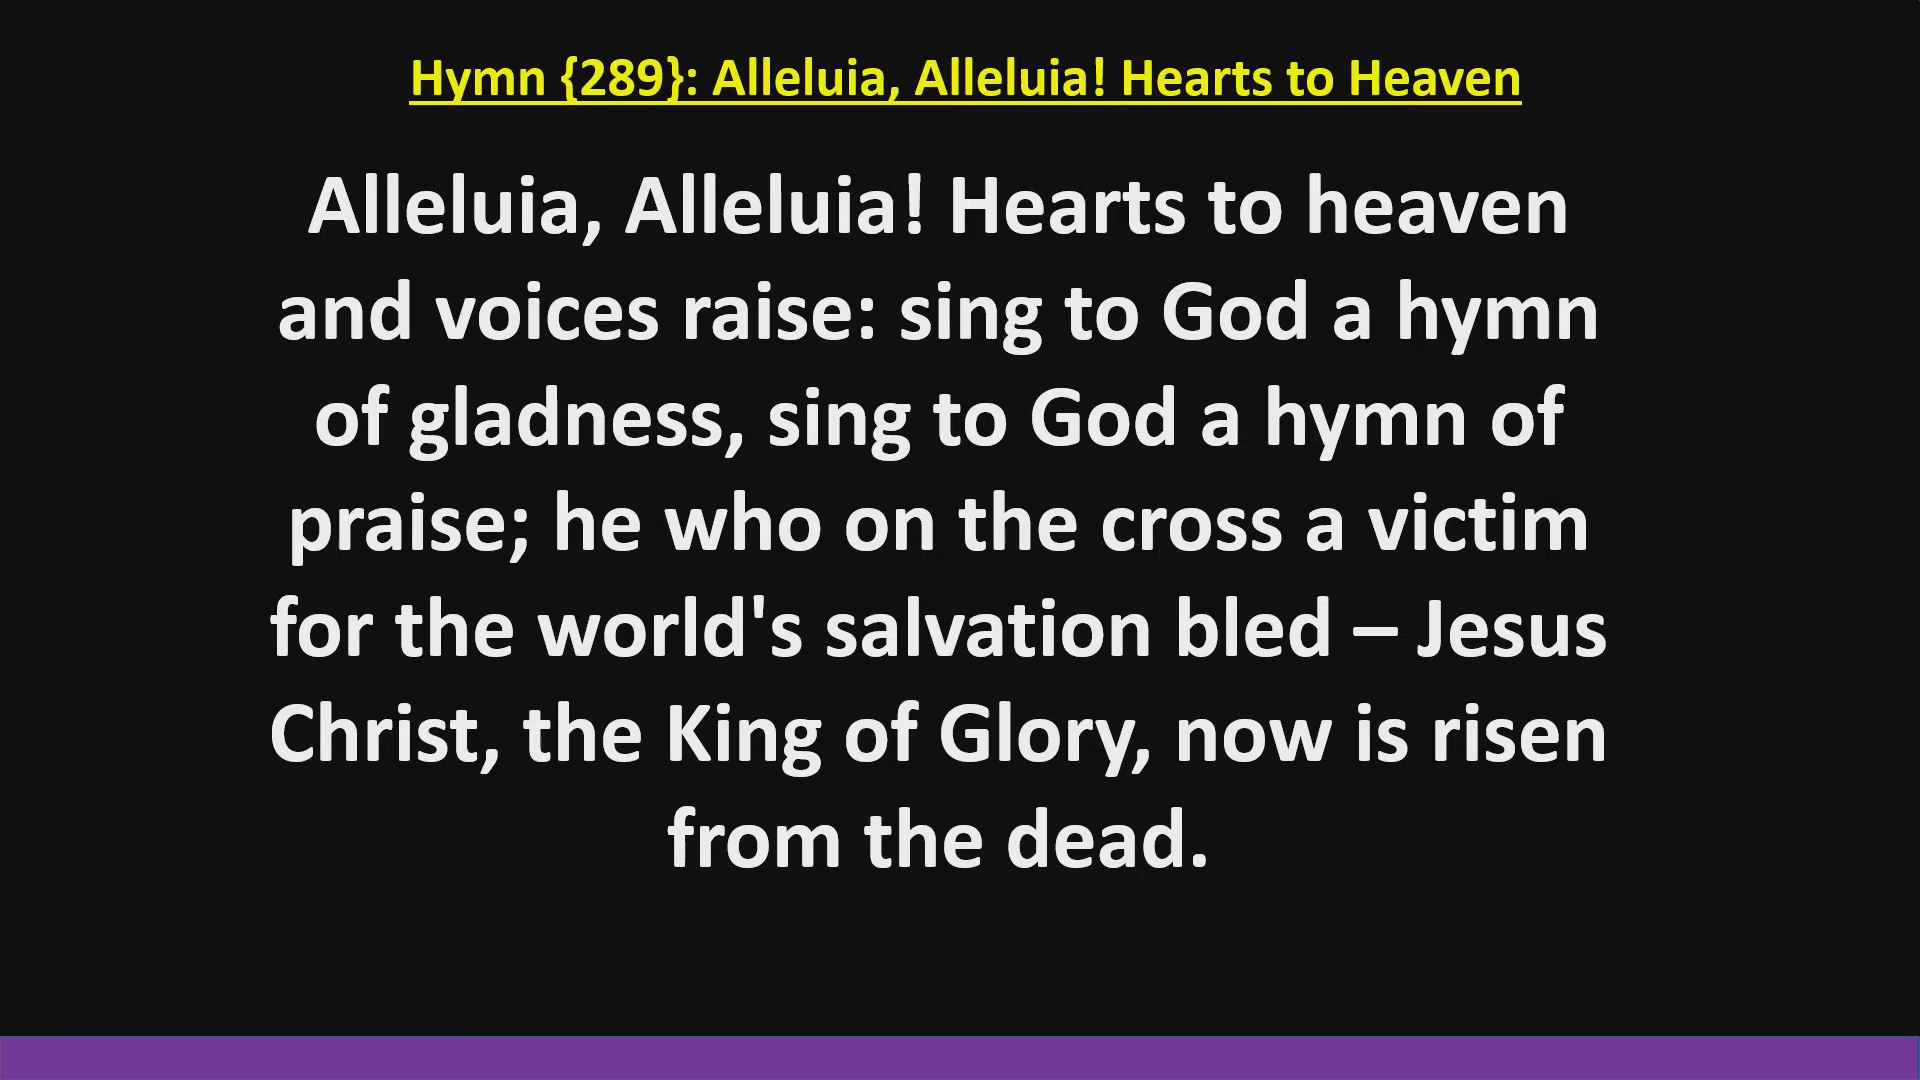 Hymn {289}: Alleluia, Alleluia! Hearts to Heaven
Alleluia, Alleluia! Hearts to heaven
and voices raise: sing to God a hymn
of gladness, sing to God a hymn of
praise; he who on the cross a victim
for the world's salvation bled – Jesus
Christ, the King of Glory, now is risen
from the dead.